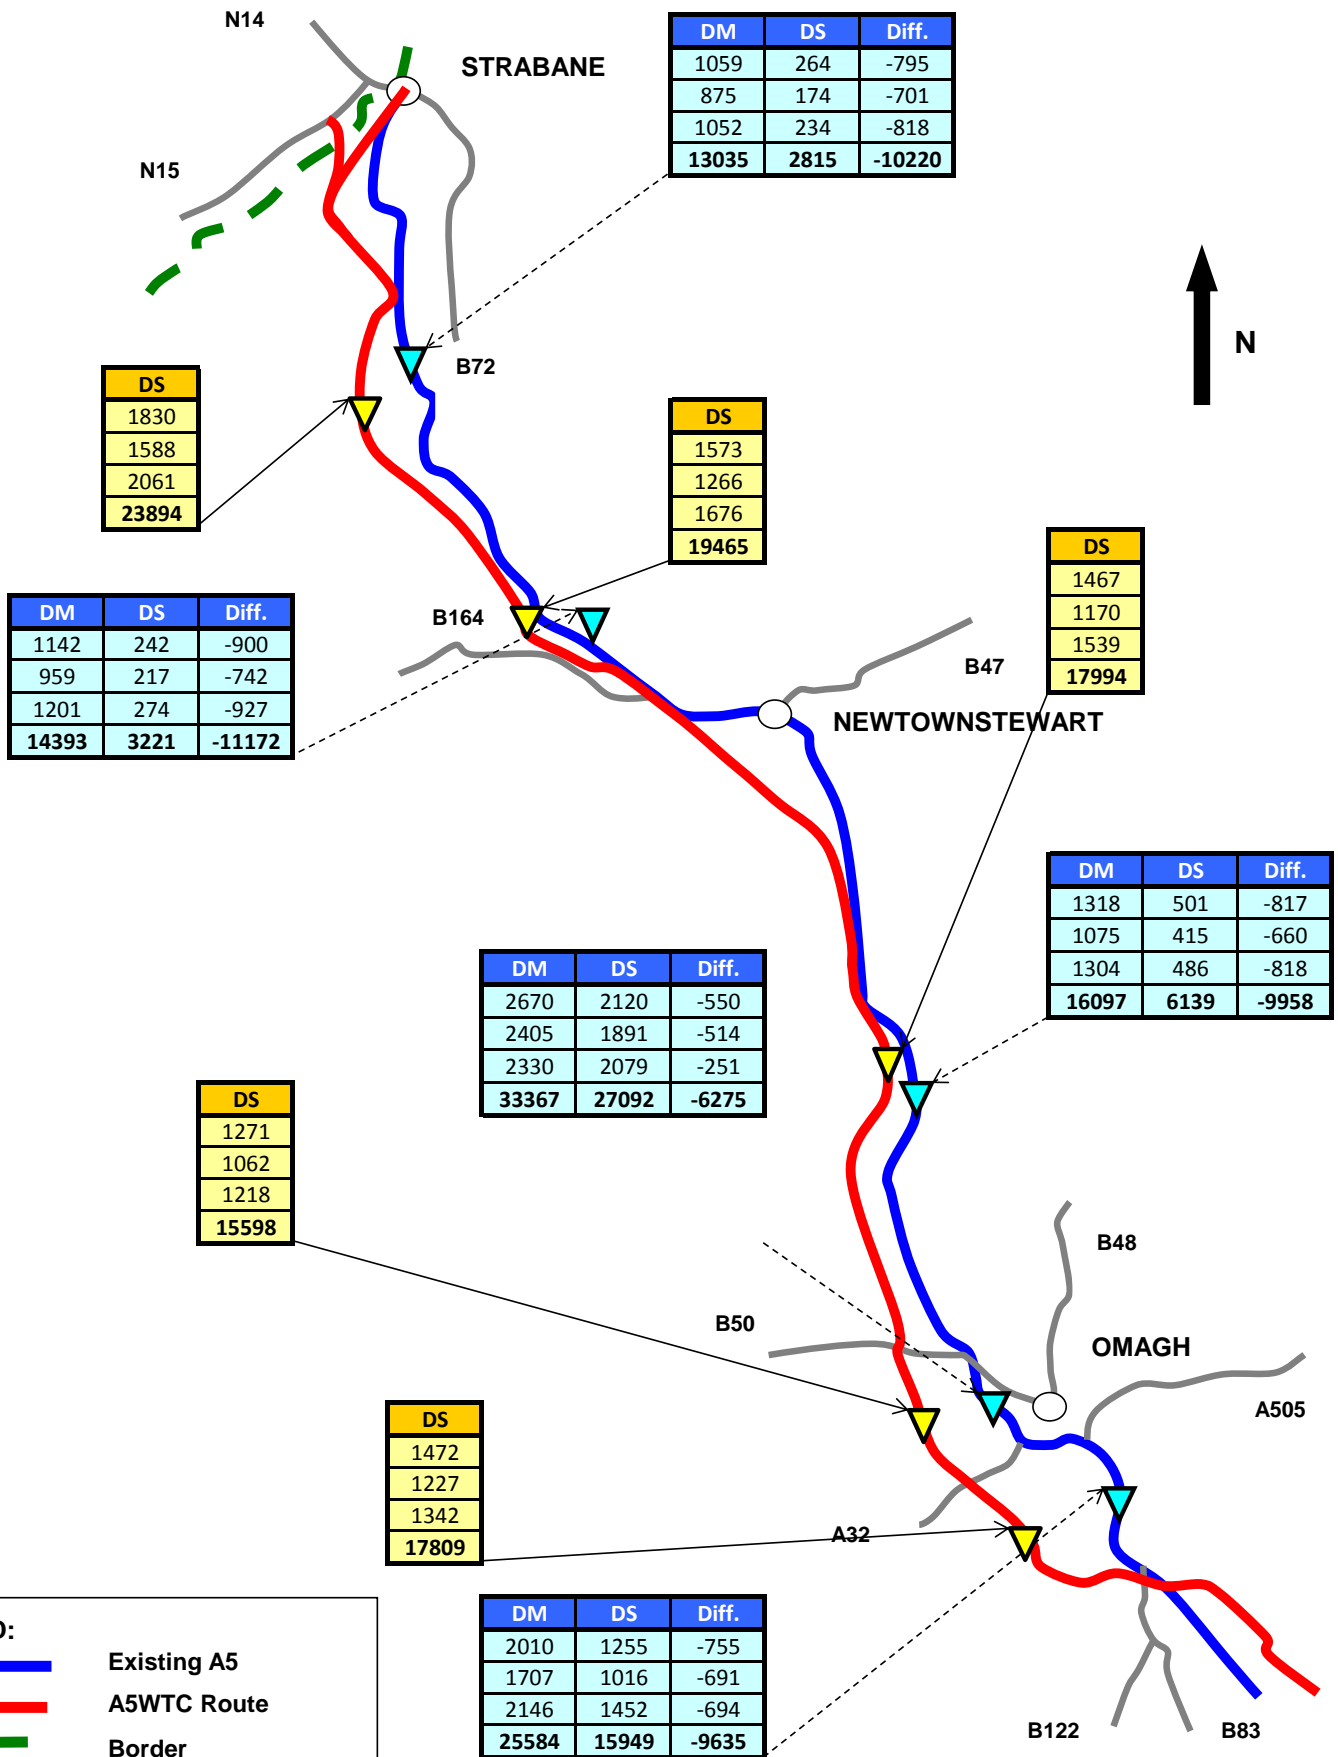 N14
STRABANE
DM DS Diff.
1059 264 -795
875 174 -701
1052 234 -818
13035 2815 -10220
N15
N
B72
DS
1830
1588
2061
23894
DS
1573
1266
1676
19465
DS
1467
1170
1539
17994
DM DS Diff.
1142 242 -900
959 217 -742
1201 274 -927
14393 3221 -11172
B164
B47
NEWTOWNSTEWART
DM DS Diff.
1318 501 -817
1075 415 -660
1304 486 -818
16097 6139 -9958
DM DS Diff.
2670 2120 -550
2405 1891 -514
2330 2079 -251
33367 27092 -6275
DS
1271
1062
1218
15598
B48
B50
OMAGH
A505
DS
1472
1227
1342
17809
A32
DM DS Diff.
2010 1255 -755
1707 1016 -691
2146 1452 -694
25584 15949 -9635
B122
B83
D:
Existing A5
A5WTC Route
Border